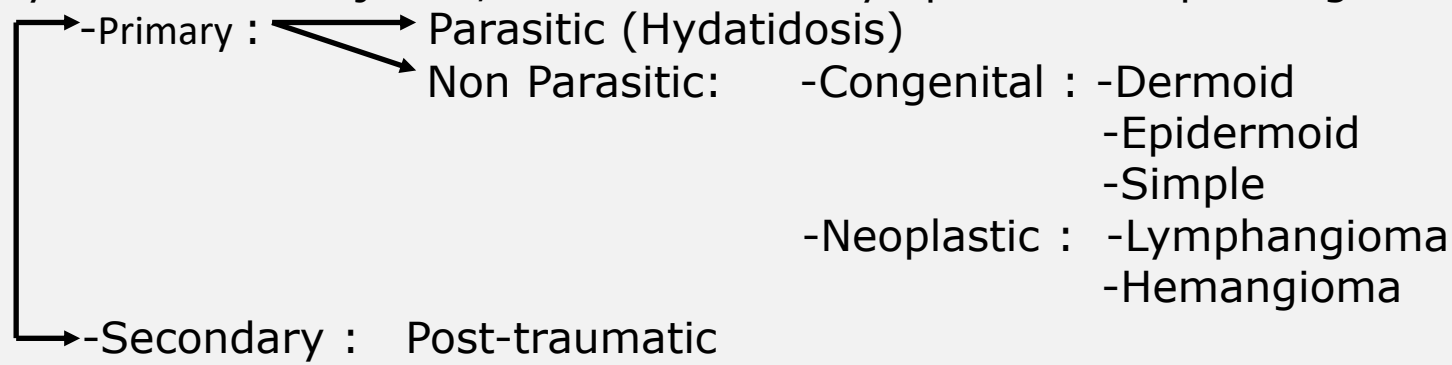 -Primary : Parasitic (Hydatidosis)
Non Parasitic: -Congenital : -Dermoid
-Epidermoid
-Simple
-Neoplastic : -Lymphangioma
-Hemangioma
-Secondary : Post-traumatic